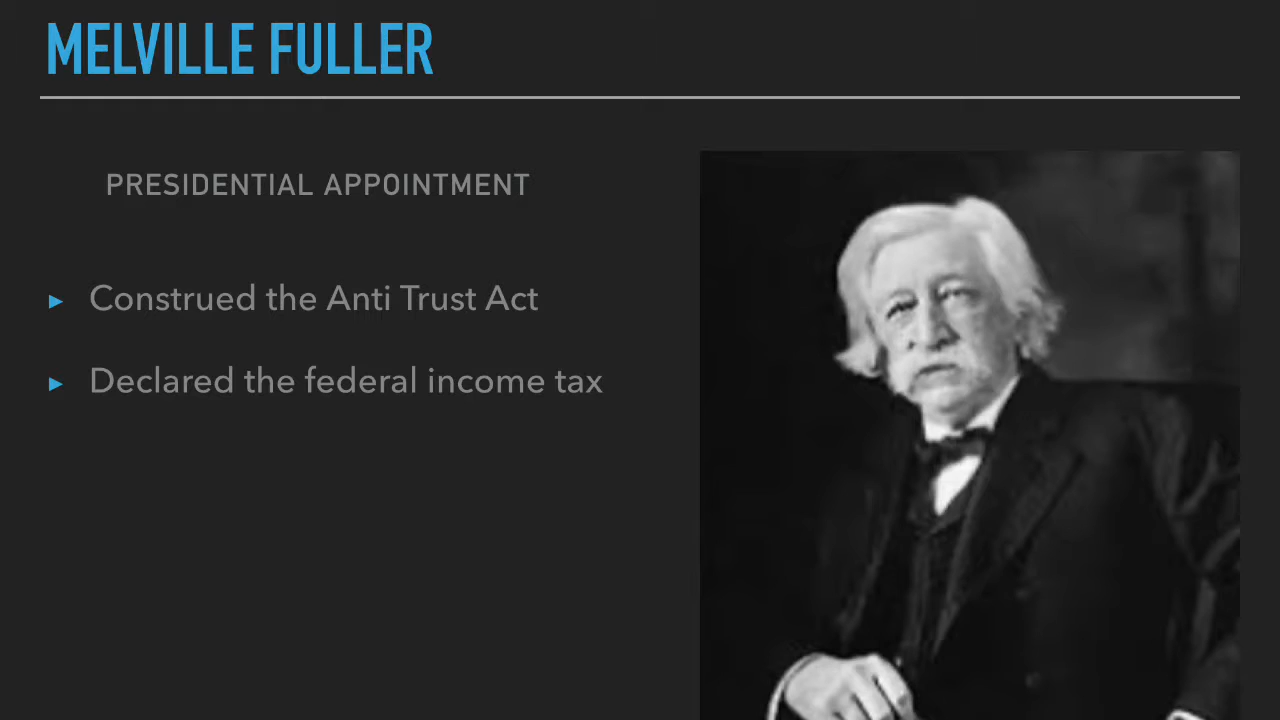 MELVILLE FULLER
PRESIDENTIAL APPOINTMENT
▸ Construed the Anti Trust Act
▸ Declared the federal income tax